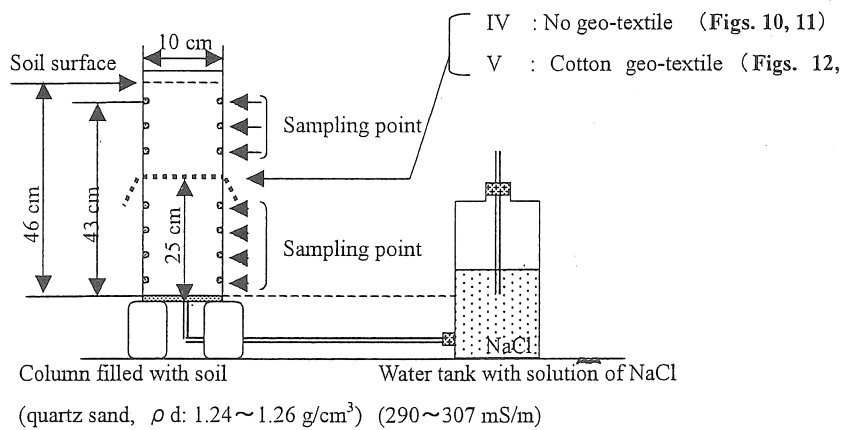 IV : No geo-textile (Figs. 10, 11)
V : Cotton geo-textile (Figs. 12,
10 cm
Soil surface
Sampling point
46 cm
43 cm
25 cm
Sampling point
NaCl
Column filled with soil
Water tank with solution of NaCl
(quartz sand, ρ d: 1.24~1.26 g/cm³) (290~307 mS/m)